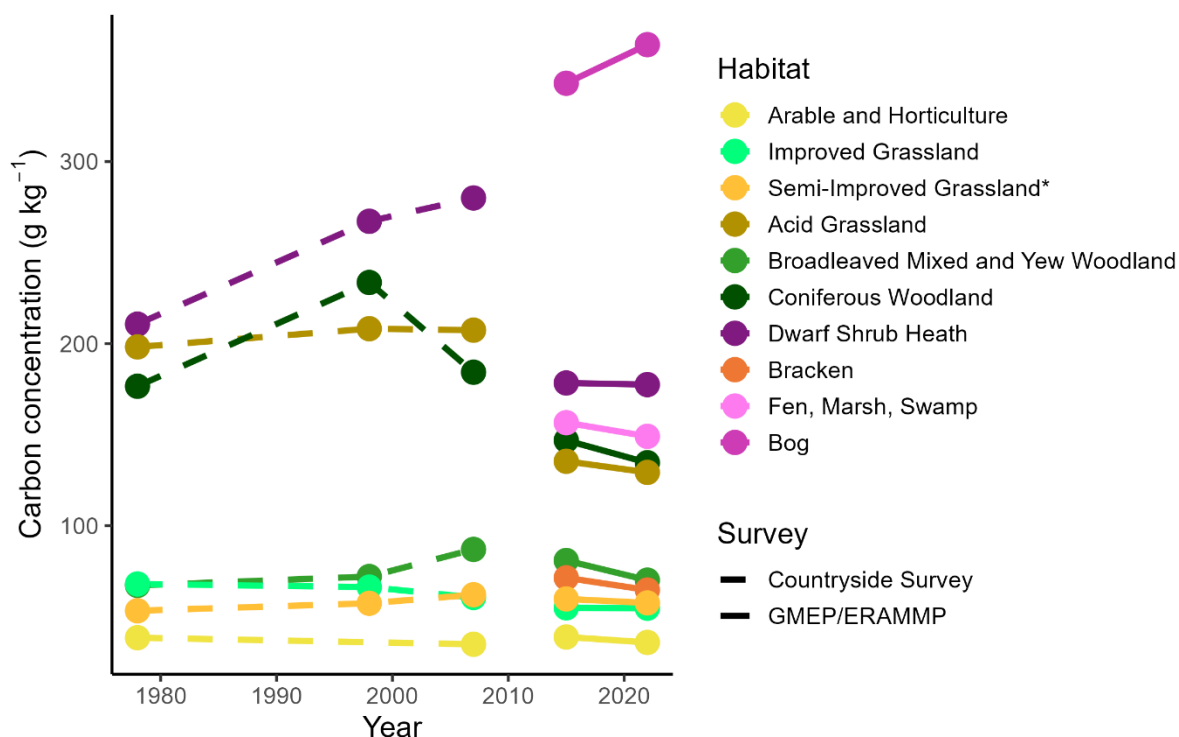 Carbon concentration (g kg⁻¹)
300
200
100
1980
1990
2000
2010
2020
Year
Habitat
Arable and Horticulture
Improved Grassland
Semi-Improved Grassland*
Acid Grassland
Broadleaved Mixed and Yew Woodland
Coniferous Woodland
Dwarf Shrub Heath
Bracken
Fen, Marsh, Swamp
Bog
Survey
Countryside Survey
GMEP/ERAMMP